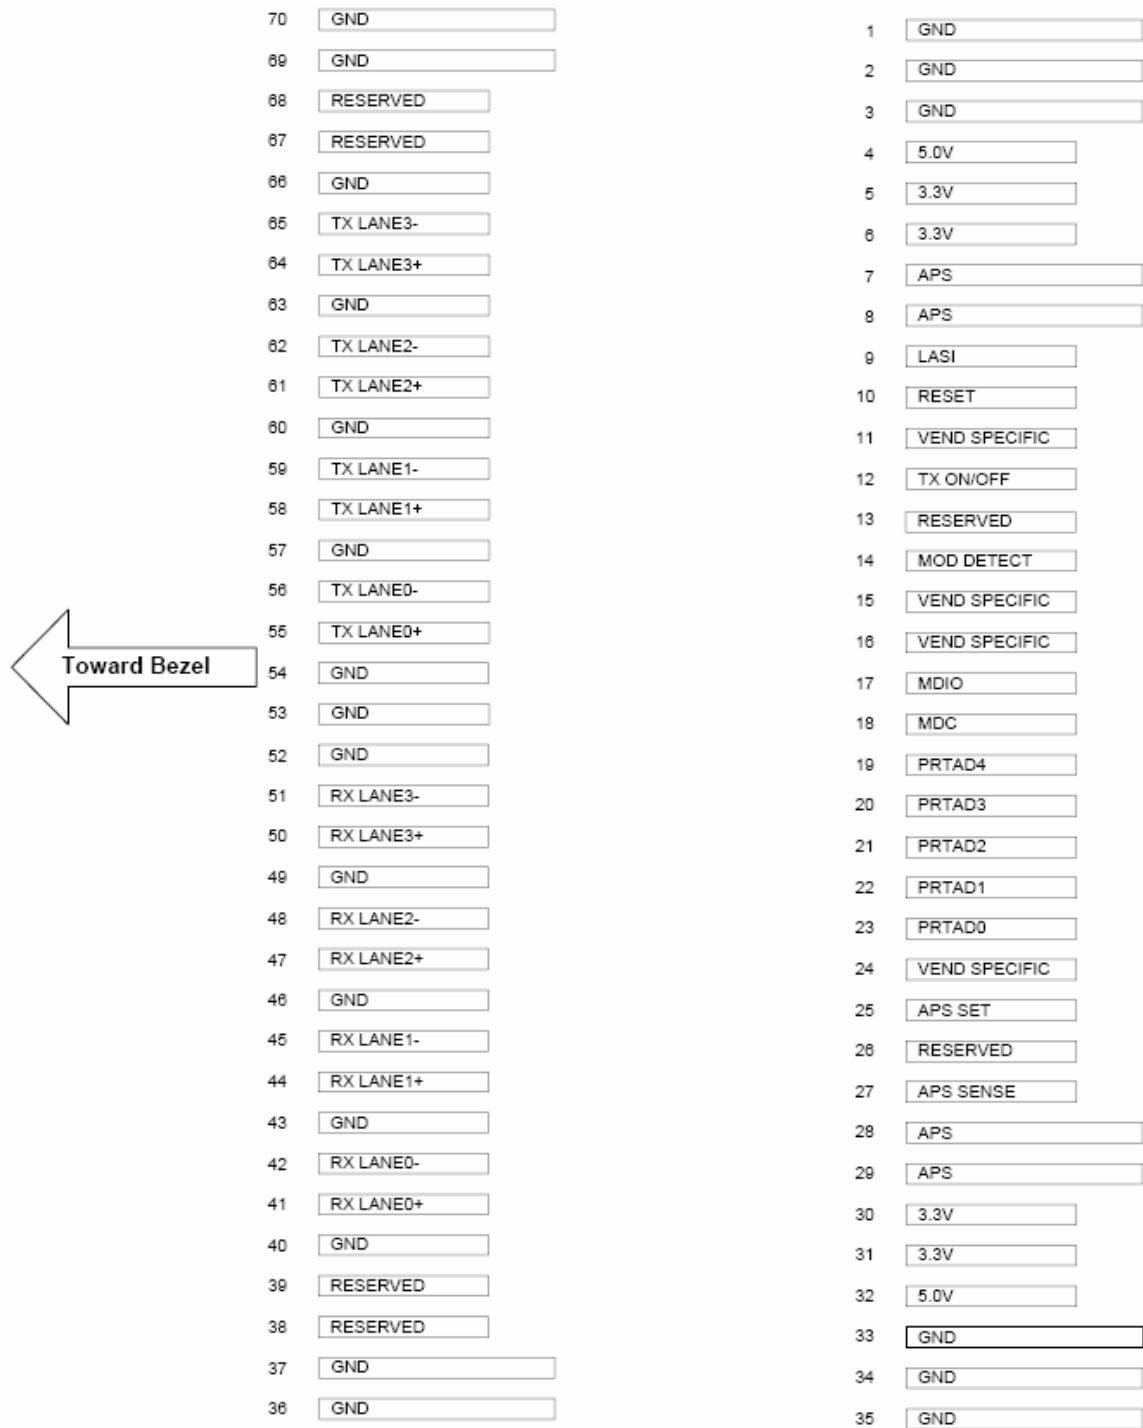 70 GND
69 GND
68 RESERVED
67 RESERVED
66 GND
65 TX LANE3-
64 TX LANE3+
63 GND
62 TX LANE2-
61 TX LANE2+
60 GND
59 TX LANE1-
58 TX LANE1+
57 GND
56 TX LANE0-
55 TX LANE0+
Toward Bezel
54 GND
53 GND
52 GND
51 RX LANE3-
50 RX LANE3+
49 GND
48 RX LANE2-
47 RX LANE2+
46 GND
45 RX LANE1-
44 RX LANE1+
43 GND
42 RX LANE0-
41 RX LANE0+
40 GND
39 RESERVED
38 RESERVED
37 GND
36 GND
1 GND
2 GND
3 GND
4 5.0V
5 3.3V
6 3.3V
7 APS
8 APS
9 LASI
10 RESET
11 VEND SPECIFIC
12 TX ON/OFF
13 RESERVED
14 MOD DETECT
15 VEND SPECIFIC
16 VEND SPECIFIC
17 MDIO
18 MDC
19 PRTAD4
20 PRTAD3
21 PRTAD2
22 PRTAD1
23 PRTAD0
24 VEND SPECIFIC
25 APS SET
26 RESERVED
27 APS SENSE
28 APS
29 APS
30 3.3V
31 3.3V
32 5.0V
33 GND
34 GND
35 GND